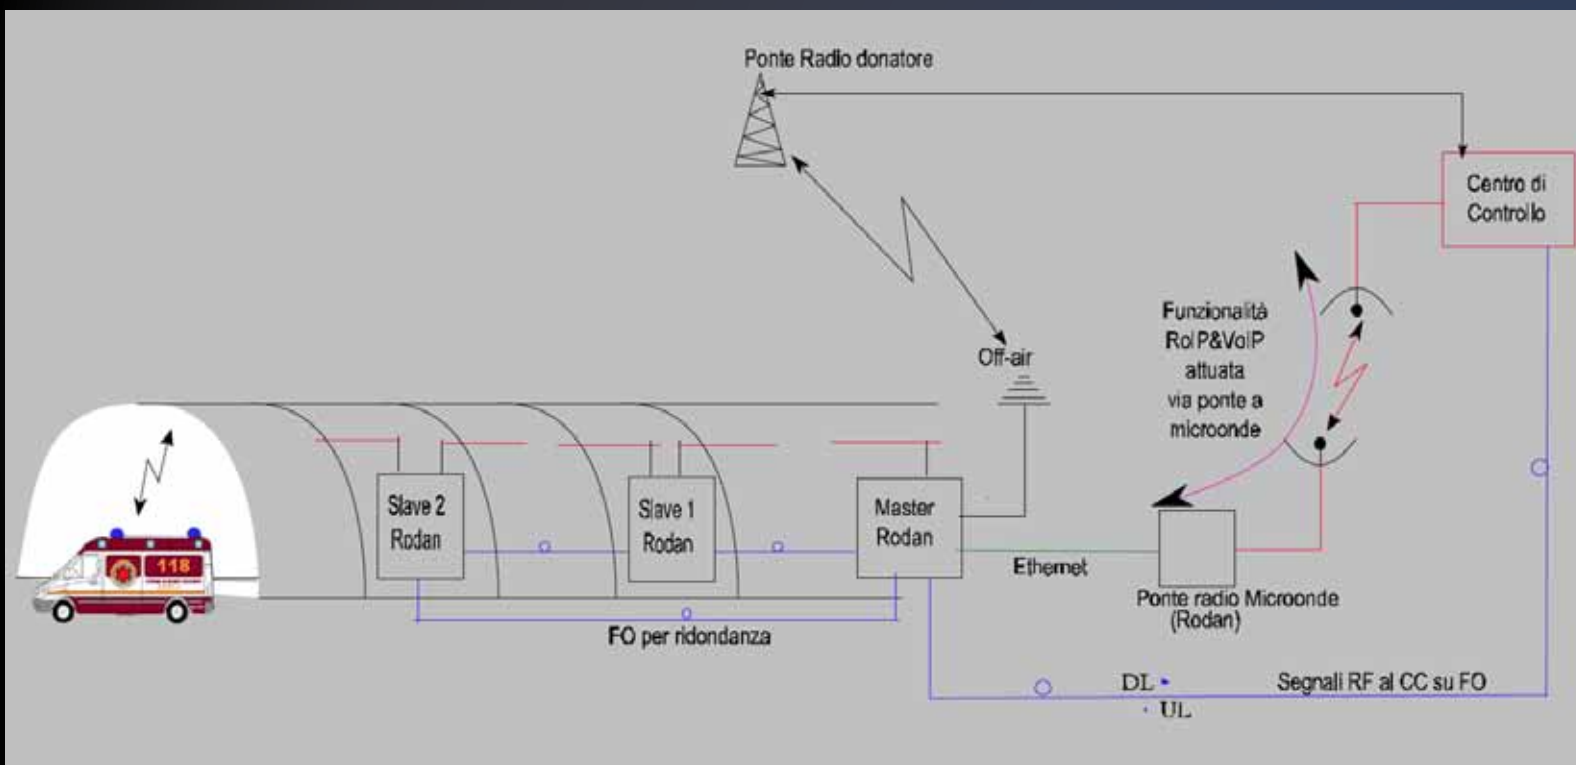 Ponte Radio donatore
Centro di
Controllo
Funzionalità
RoIP&VoIP
attuata
via ponte a
microonde
Off-air
Slave 2
Rodan
Slave 1
Rodan
Master
Rodan
118
Ethernet
Ponte radio Microonde
(Rodan)
FO per ridondanza
DL
Segnali RF al CC su FO
UL